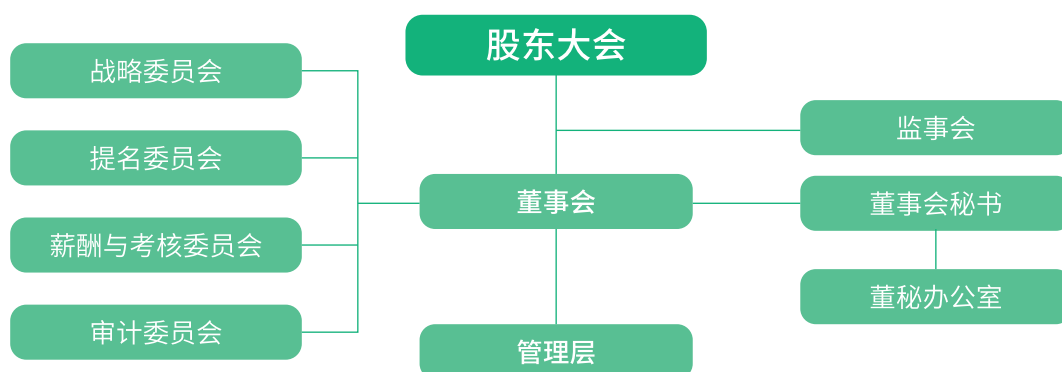 股东大会
战略委员会
提名委员会
薪酬与考核委员会
审计委员会
董事会
管理层
监事会
董事会秘书
董秘办公室